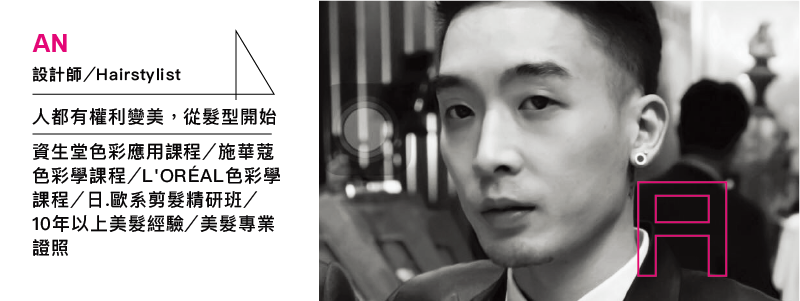 AN
設計師／Hairstylist
人都有權利變美，從髮型開始
資生堂色彩應用課程／施華蔻
色彩學課程／L'ORÉAL色彩學
課程／日.歐系剪髮精研班／
10年以上美髮經驗／美髮專業
證照
A